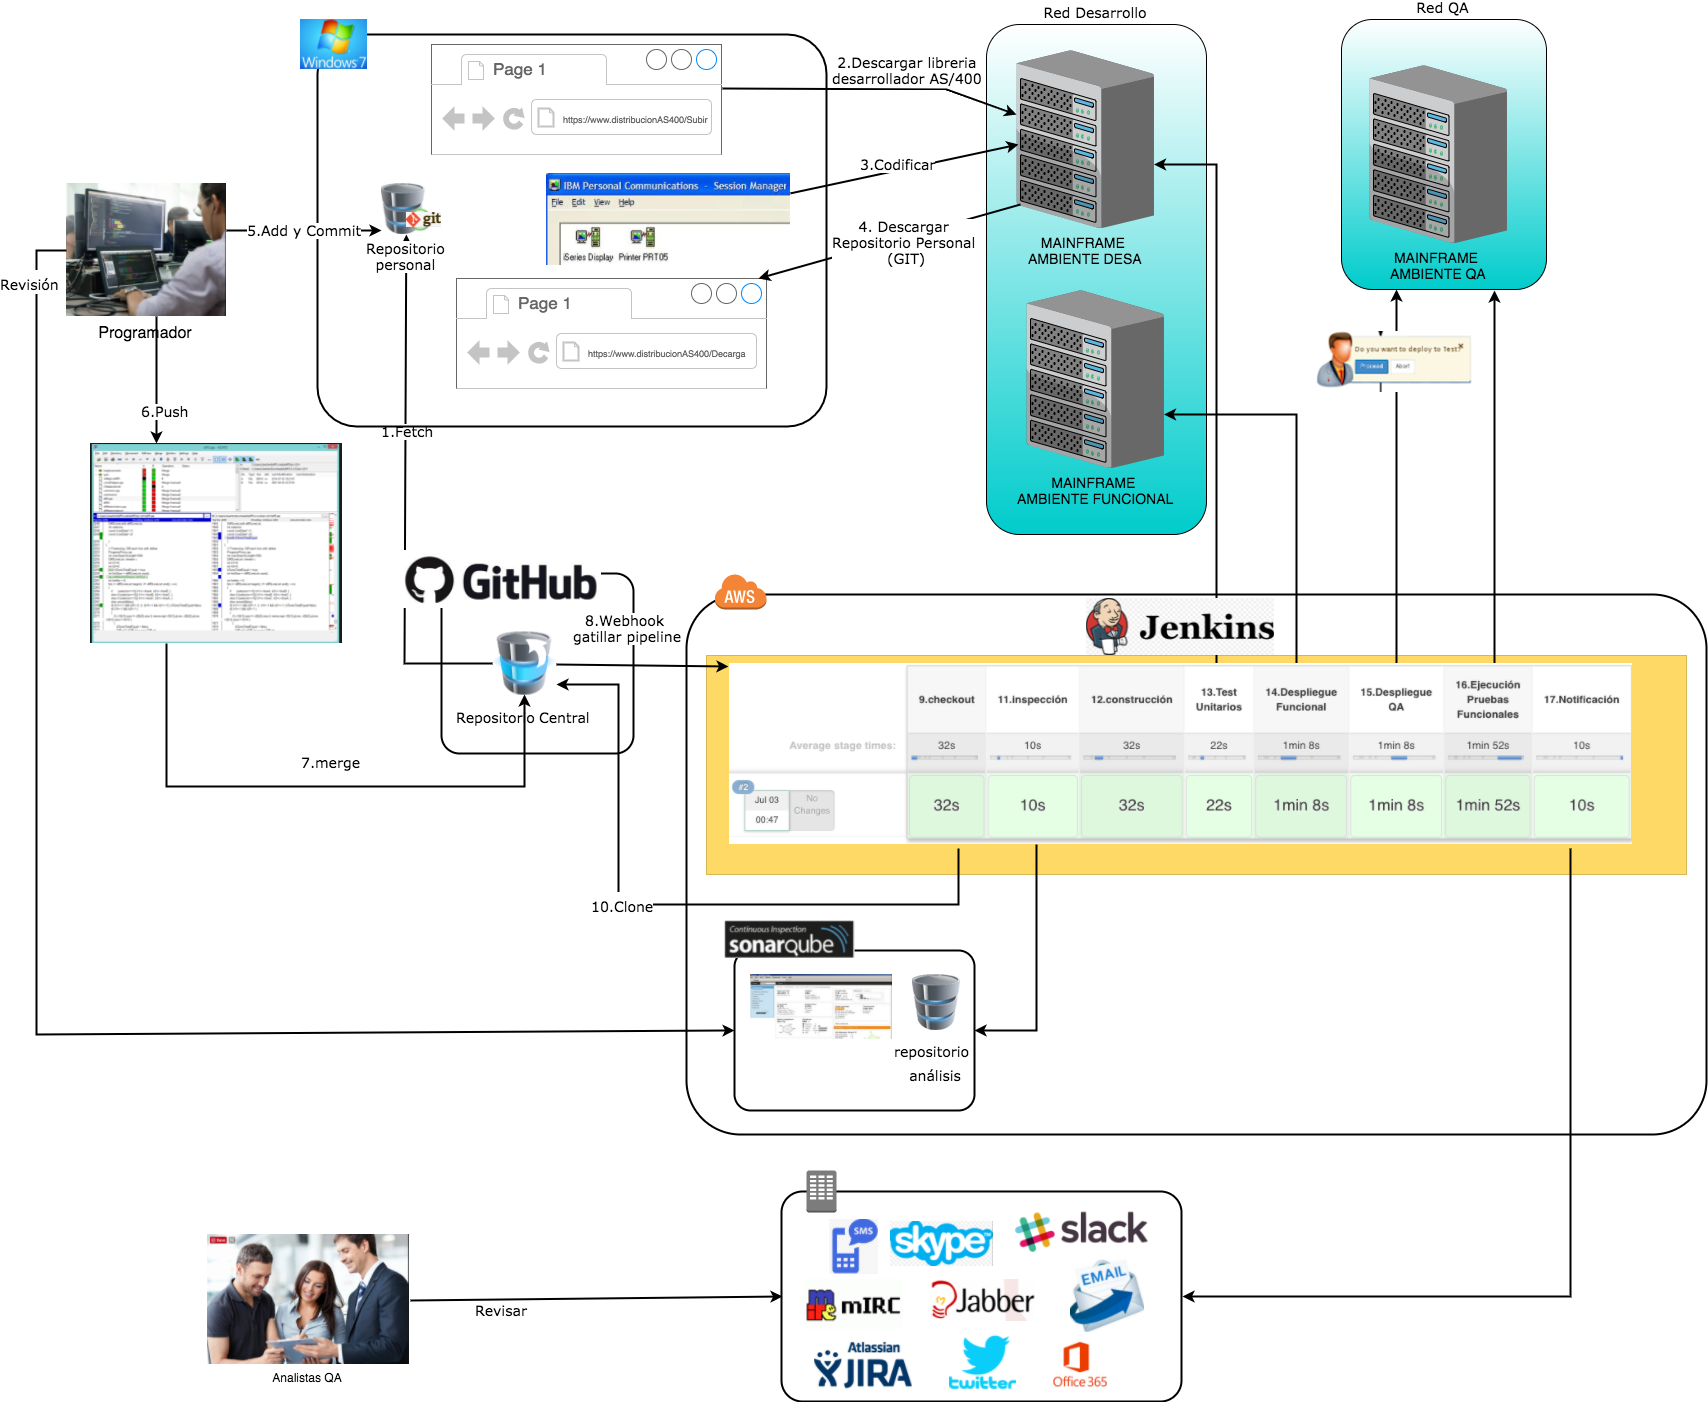 Red Desarrollo
Red QA
Windows 7
Page 1
https://www.distribucionAS400/Subir
2.Descargar libreria
desarrollador AS/400
3.Codificar
4. Descargar
Repositorio Personal
(GIT)
git
Repositorio
personal
5.Add y Commit
IBM Personal Communications - Session Manager
File Edit View Help
iSeries Display Printer PRT05
Page 1
https://www.distribucionAS400/Decarga
MAINFRAME
AMBIENTE DESA
MAINFRAME
AMBIENTE QA
MAINFRAME
AMBIENTE FUNCIONAL
Do you want to deploy to Test?
Proceed Abort
Revisión
Programador
6.Push
1.Fetch
GitHub
8.Webhook
gatillar pipeline
Repositorio Central
7.merge
10.Clone
AWS
Jenkins
9.checkout
11.inspección
12.construcción
13.Test
Unitarios
14.Despliegue
Funcional
15.Despliegue
QA
16.Ejecución
Pruebas
Funcionales
17.Notificación
Average stage times:
32s 10s 32s 22s 1min 8s 1min 8s 1min 52s 10s
#2
Jul 03
00:47
No
Changes
32s 10s 32s 22s 1min 8s 1min 8s 1min 52s 10s
Continuous Inspection
sonarqube
repositorio
análisis
SMS
skype
slack
mIRC
Jabber
EMAIL
Atlassian
JIRA
twitter
Office 365
Revisar
Analistas QA